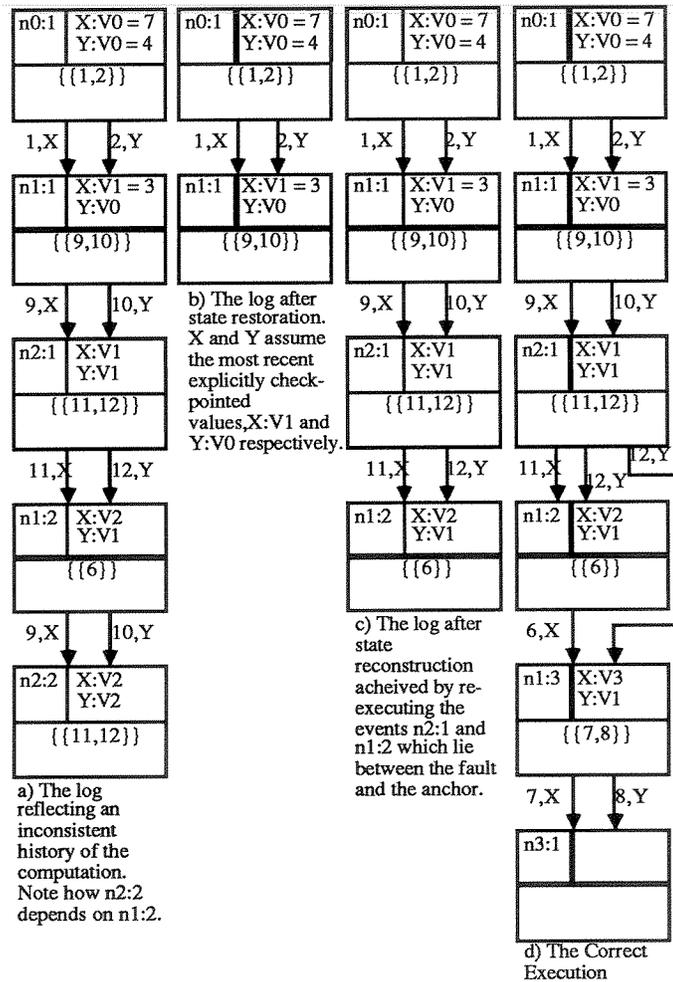 n0:1 X:V0 = 7
Y:V0 = 4
{{1,2}}
1,X 2,Y
n1:1 X:V1 = 3
Y:V0
{{9,10}}
9,X 10,Y
n2:1 X:V1
Y:V1
{{11,12}}
11,X 12,Y
n1:2 X:V2
Y:V1
{{6}}
9,X 10,Y
n2:2 X:V2
Y:V2
{{11,12}}
a) The log
reflecting an
inconsistent
history of the
computation.
Note how n2:2
depends on n1:2.
n0:1 X:V0 = 7
Y:V0 = 4
{{1,2}}
1,X 2,Y
n1:1 X:V1 = 3
Y:V0
{{9,10}}
b) The log after
state restoration.
X and Y assume
the most recent
explicitly check-
pointed
values,X:V1 and
Y:V0 respectively.
n0:1 X:V0 = 7
Y:V0 = 4
{{1,2}}
1,X 2,Y
n1:1 X:V1 = 3
Y:V0
{{9,10}}
9,X 10,Y
n2:1 X:V1
Y:V1
{{11,12}}
11,X 12,Y
n1:2 X:V2
Y:V1
{{6}}
c) The log after
state
reconstruction
acheived by re-
executing the
events n2:1 and
n1:2 which lie
between the fault
and the anchor.
n0:1 X:V0 = 7
Y:V0 = 4
{{1,2}}
1,X 2,Y
n1:1 X:V1 = 3
Y:V0
{{9,10}}
9,X 10,Y
n2:1 X:V1
Y:V1
{{11,12}}
12,Y
11,X 12,Y
n1:2 X:V2
Y:V1
{{6}}
6,X
n1:3 X:V3
Y:V1
{{7,8}}
7,X 8,Y
n3:1
d) The Correct
Execution